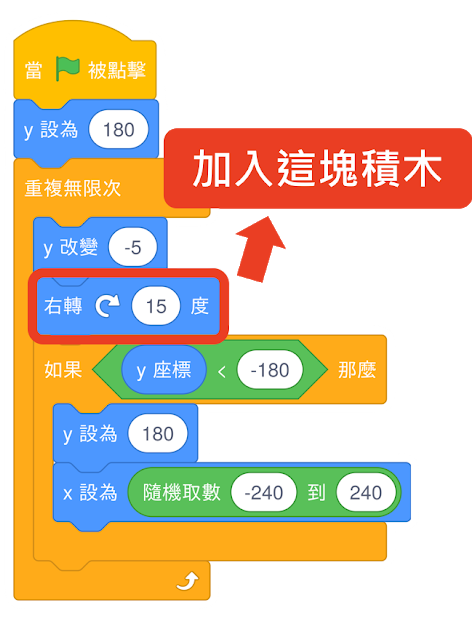 當 被點擊
y 設為 180
加入這塊積木
重複無限次
y 改變 -5
右轉 15 度
如果 y 座標 < -180 那麼
y 設為 180
x 設為 隨機取數 -240 到 240